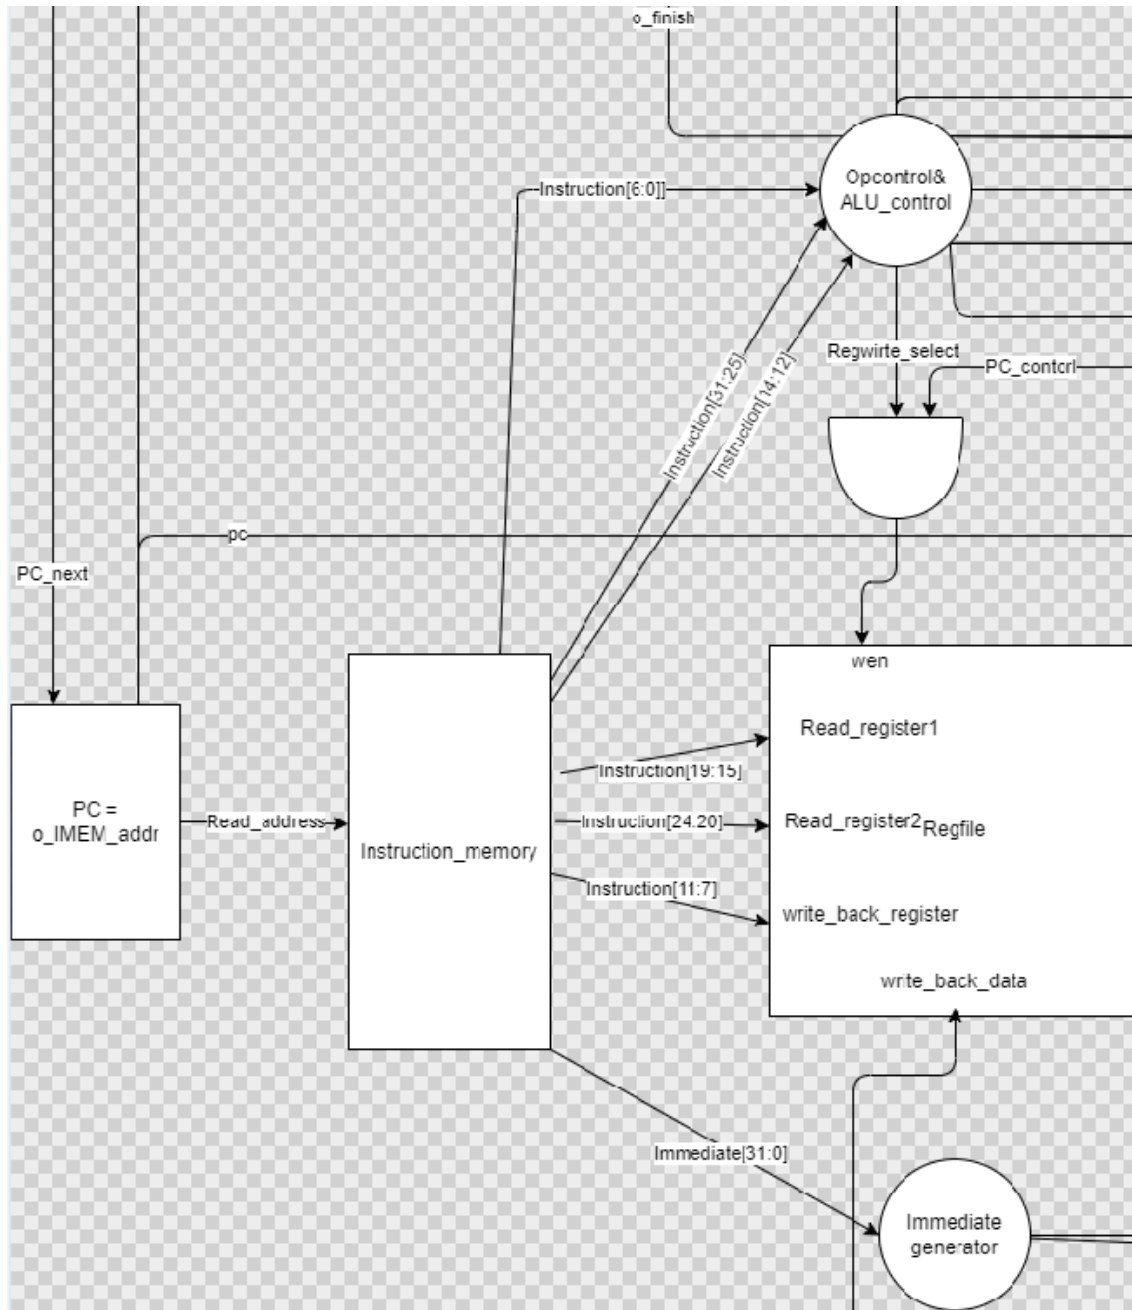 o_finish
Opcontrol&
ALU_control
Instruction[6:0]]
Instruction[31:25]
Instruction[14:12]
Regwirte_select
PC_contcrl
pc
PC_next
wen
Read_register1
Instruction[19:15]
PC =
o_IMEM_addr
Read_address
Instruction_memory
Instruction[24:20]
Read_register2
Regfile
Instruction[11:7]
write_back_register
write_back_data
Immediate[31:0]
Immediate
generator